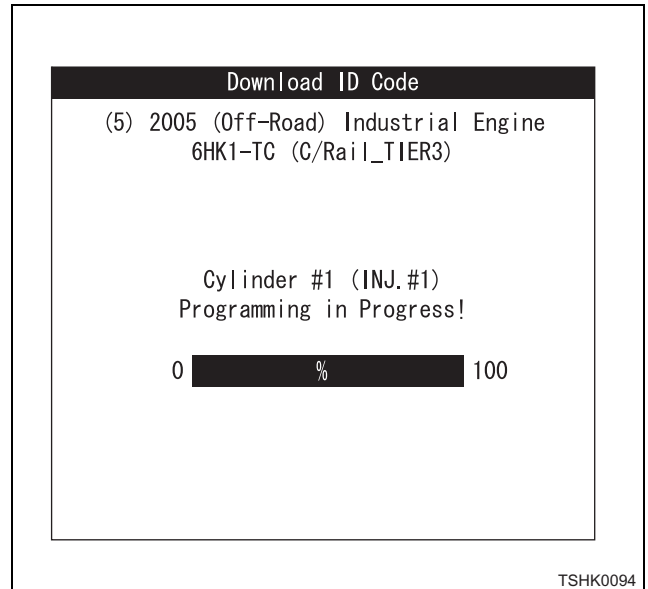 Download ID Code
(5) 2005 (Off-Road) Industrial Engine
6HK1-TC (C/Rail_TIER3)
Cylinder #1 (INJ.#1)
Programming in Progress!
0 % 100
TSHK0094